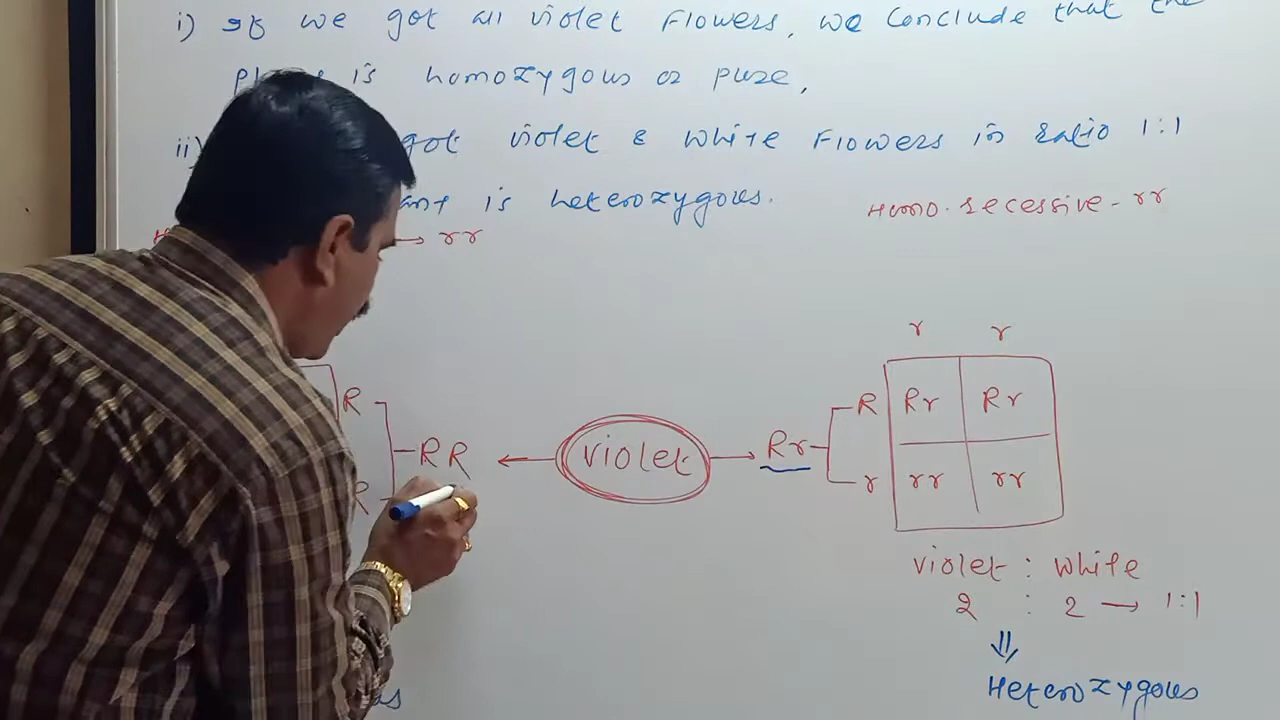 i) If we got all violet Flowers, we conclude that the
is homozygous or pure,
ii) got violet & white Flowers in ratio 1:1
is heterozygous.
Homo. recessive - rr
→ rr
r r
R
RR
R
violet
Rr
R
r
Rr Rr
rr rr
violet : white
2 : 2 → 1:1
Heterozygous